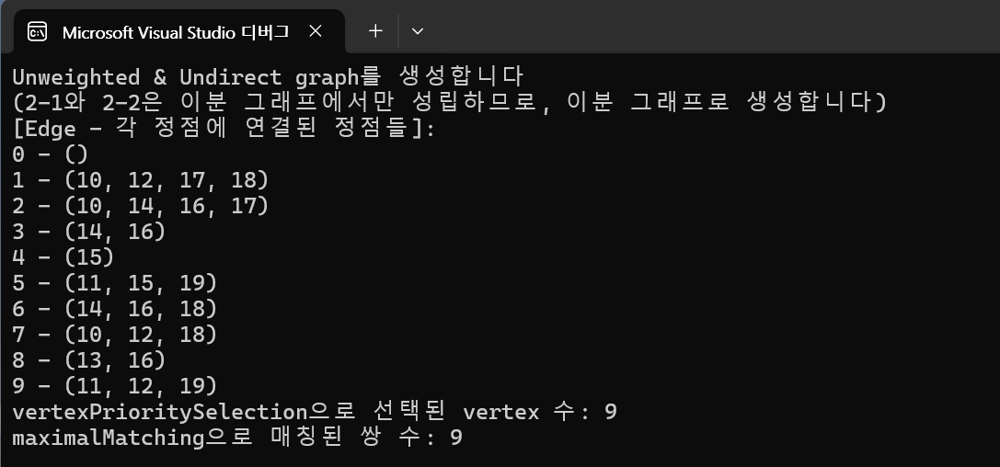 Microsoft Visual Studio 디버그
Unweighted & Undirect graph를 생성합니다
(2-1와 2-2은 이분 그래프에서만 성립하므로, 이분 그래프로 생성합니다)
[Edge - 각 정점에 연결된 정점들]:
0 - ()
1 - (10, 12, 17, 18)
2 - (10, 14, 16, 17)
3 - (14, 16)
4 - (15)
5 - (11, 15, 19)
6 - (14, 16, 18)
7 - (10, 12, 18)
8 - (13, 16)
9 - (11, 12, 19)
vertexPrioritySelection으로 선택된 vertex 수: 9
maximalMatching으로 매칭된 쌍 수: 9